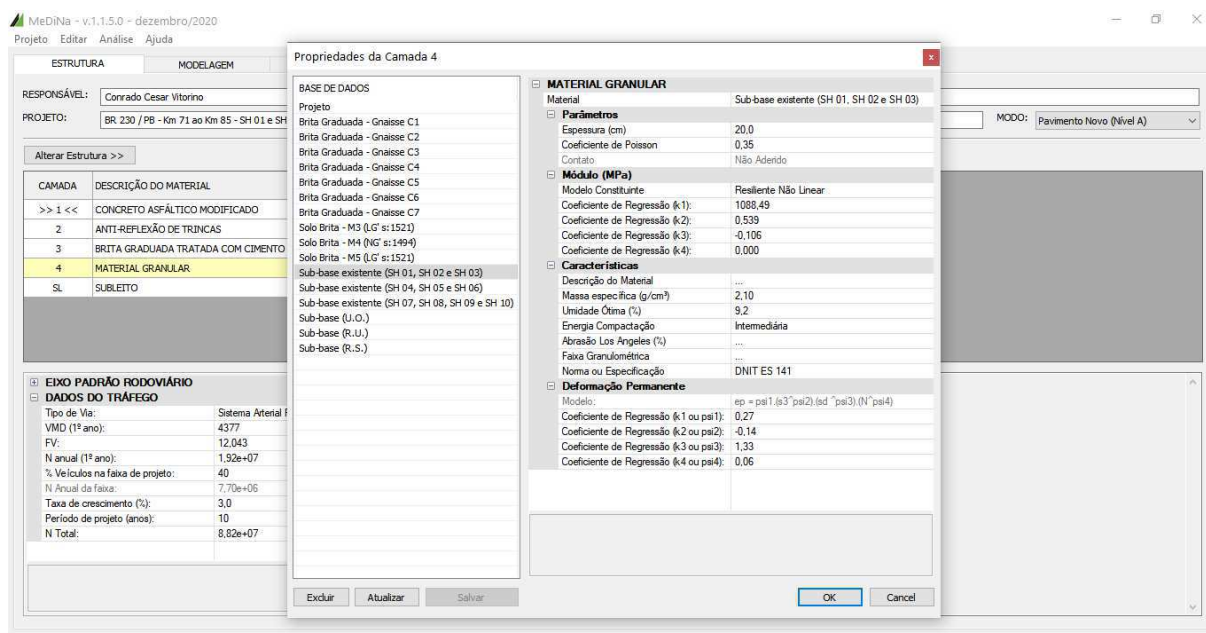 MeDiNa - v.1.1.5.0 - dezembro/2020
Projeto Editar Análise Ajuda
ESTRUTURA MODELAGEM
RESPONSÁVEL: Conrado Cesar Vitorino
PROJETO: BR 230 / PB - Km 71 ao Km 85 - SH 01 e SH
MODO: Pavimento Novo (Nível A)
Alterar Estrutura >>
CAMADA DESCRIÇÃO DO MATERIAL
>> 1 << CONCRETO ASFÁLTICO MODIFICADO
2 ANTI-REFLEXÃO DE TRINCAS
3 BRITA GRADUADA TRATADA COM CIMENTO
4 MATERIAL GRANULAR
SL SUBLEITO
EIXO PADRÃO RODOVIÁRIO
DADOS DO TRÁFEGO
Tipo de Via: Sistema Arterial
VMD (1º ano): 4377
FV: 12,043
N anual (1º ano): 1,92e+07
% Veículos na faixa de projeto: 40
N Anual da faixa: 7,70e+06
Taxa de crescimento (%): 3,0
Período de projeto (anos): 10
N Total: 8,82e+07
Propriedades da Camada 4
x
BASE DE DADOS
Projeto
Brita Graduada - Gnaisse C1
Brita Graduada - Gnaisse C2
Brita Graduada - Gnaisse C3
Brita Graduada - Gnaisse C4
Brita Graduada - Gnaisse C5
Brita Graduada - Gnaisse C6
Brita Graduada - Gnaisse C7
Solo Brita - M3 (LG' s:1521)
Solo Brita - M4 (NG' s:1494)
Solo Brita - M5 (LG' s:1521)
Sub-base existente (SH 01, SH 02 e SH 03)
Sub-base existente (SH 04, SH 05 e SH 06)
Sub-base existente (SH 07, SH 08, SH 09 e SH 10)
Sub-base (U.O.)
Sub-base (R.U.)
Sub-base (R.S.)
MATERIAL GRANULAR
Material Sub-base existente (SH 01, SH 02 e SH 03)
Parâmetros
Espessura (cm) 20,0
Coeficiente de Poisson 0,35
Contato Não Aderido
Módulo (MPa)
Modelo Constituinte Resiliente Não Linear
Coeficiente de Regressão (k1): 1088,49
Coeficiente de Regressão (k2): 0,539
Coeficiente de Regressão (k3): -0,106
Coeficiente de Regressão (k4): 0,000
Características
Descrição do Material ...
Massa específica (g/cm³) 2,10
Umidade Ótima (%) 9,2
Energia Compactação Intermediária
Abrasão Los Angeles (%) ...
Faixa Granulométrica ...
Norma ou Especificação DNIT ES 141
Deformação Permanente
Modelo: ep = psi1.(s3^psi2).(sd ^psi3).(N^psi4)
Coeficiente de Regressão (k1 ou psi1): 0,27
Coeficiente de Regressão (k2 ou psi2): -0,14
Coeficiente de Regressão (k3 ou psi3): 1,33
Coeficiente de Regressão (k4 ou psi4): 0,06
Excluir Atualizar Salvar OK Cancel